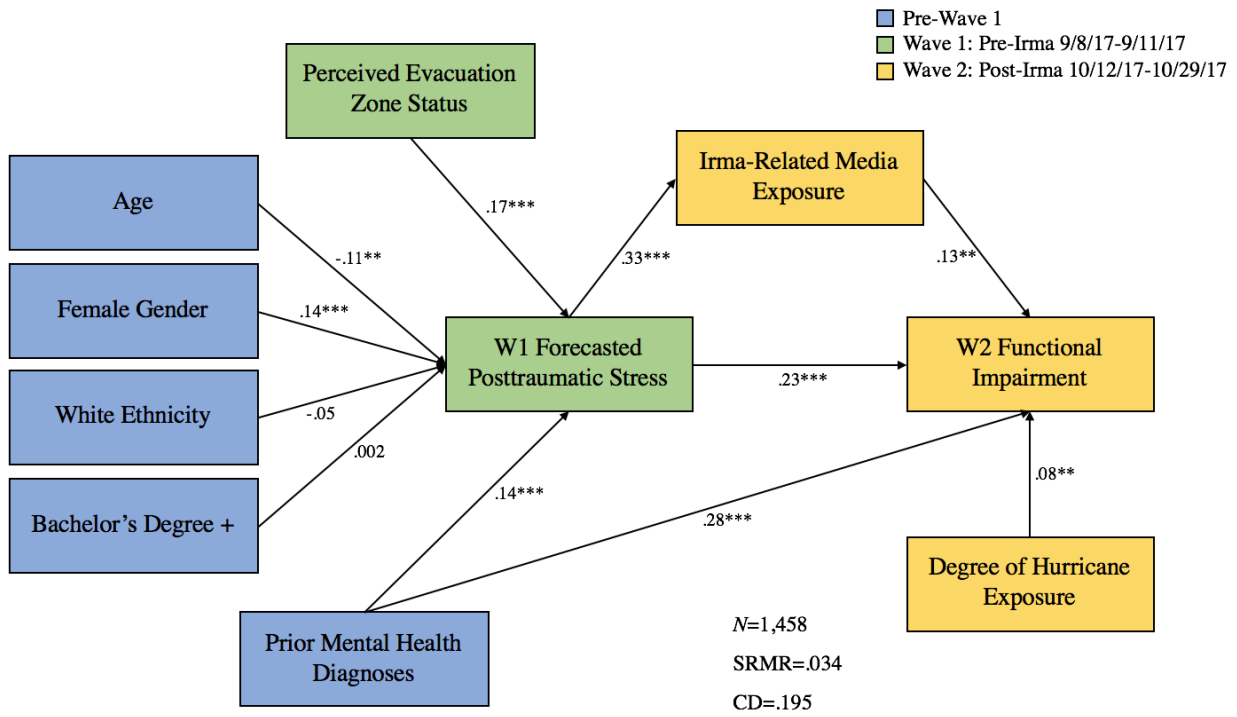 Pre-Wave 1
Wave 1: Pre-Irma 9/8/17-9/11/17
Wave 2: Post-Irma 10/12/17-10/29/17
Perceived Evacuation
Zone Status
Irma-Related Media
Exposure
Age
.17***
-.11**
.33***
.13**
Female Gender
.14***
W1 Forecasted
Posttraumatic Stress
.23***
W2 Functional
Impairment
White Ethnicity
-.05
.002
Bachelor's Degree +
.14***
.28***
.08**
Degree of Hurricane
Exposure
Prior Mental Health
Diagnoses
N=1,458
SRMR=.034
CD=.195